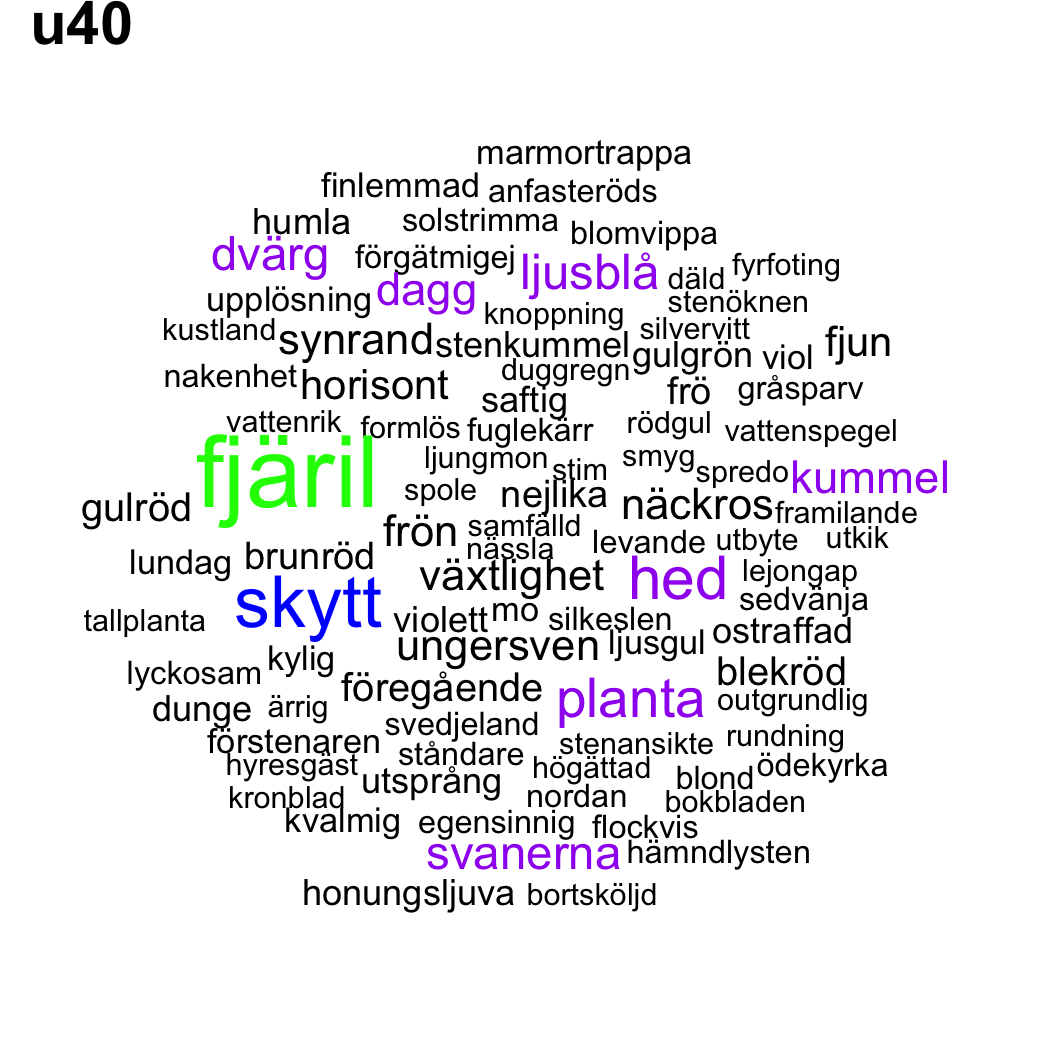 u40
marmortrappa
finlemmad anfasteröds
humla solstrimma blomvippa
dvärg förgätmigej ljusblå däld fyrfoting
upplösning dagg knoppning stenöknen
kustland synrand stenkummel silvervitt gulgrön viol fjun
nakenhet horisont duggregn saftig frö gråsparv
vattenrik formlös fuglekärr rödgul vattenspegel
fjäril ljungmon stim smyg spredo kummel
gulröd spole nejlika näckros framilande
frön samfälld nässla levande utbyte utkik
lundag brunröd växtlighet hed lejongap
skytt sedvänja
tallplanta violett mo silkeslen ostraffad
ungersven ljusgul
lyckosam kylig föregående planta blekröd
dunge ärrig svedjeland outgrundlig
förstenaren ståndare stenansikte rundning
hyresgäst utsprång högättad blond ödekyrka
kronblad nordan bokbladen
kvalmig egensinnig flockvis
svanerna hämndlysten
honungsljuva bortsköljd